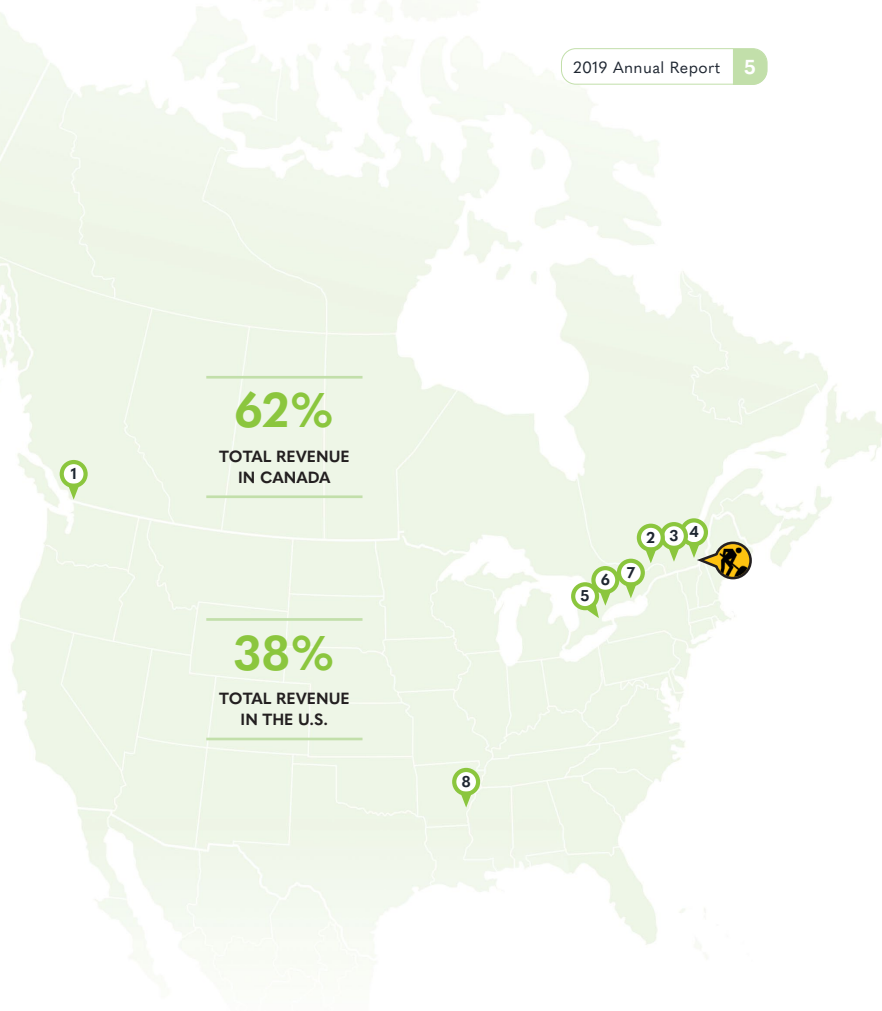 2019 Annual Report 5
62%
TOTAL REVENUE
IN CANADA
1
2
3
4
7
6
5
38%
TOTAL REVENUE
IN THE U.S.
8